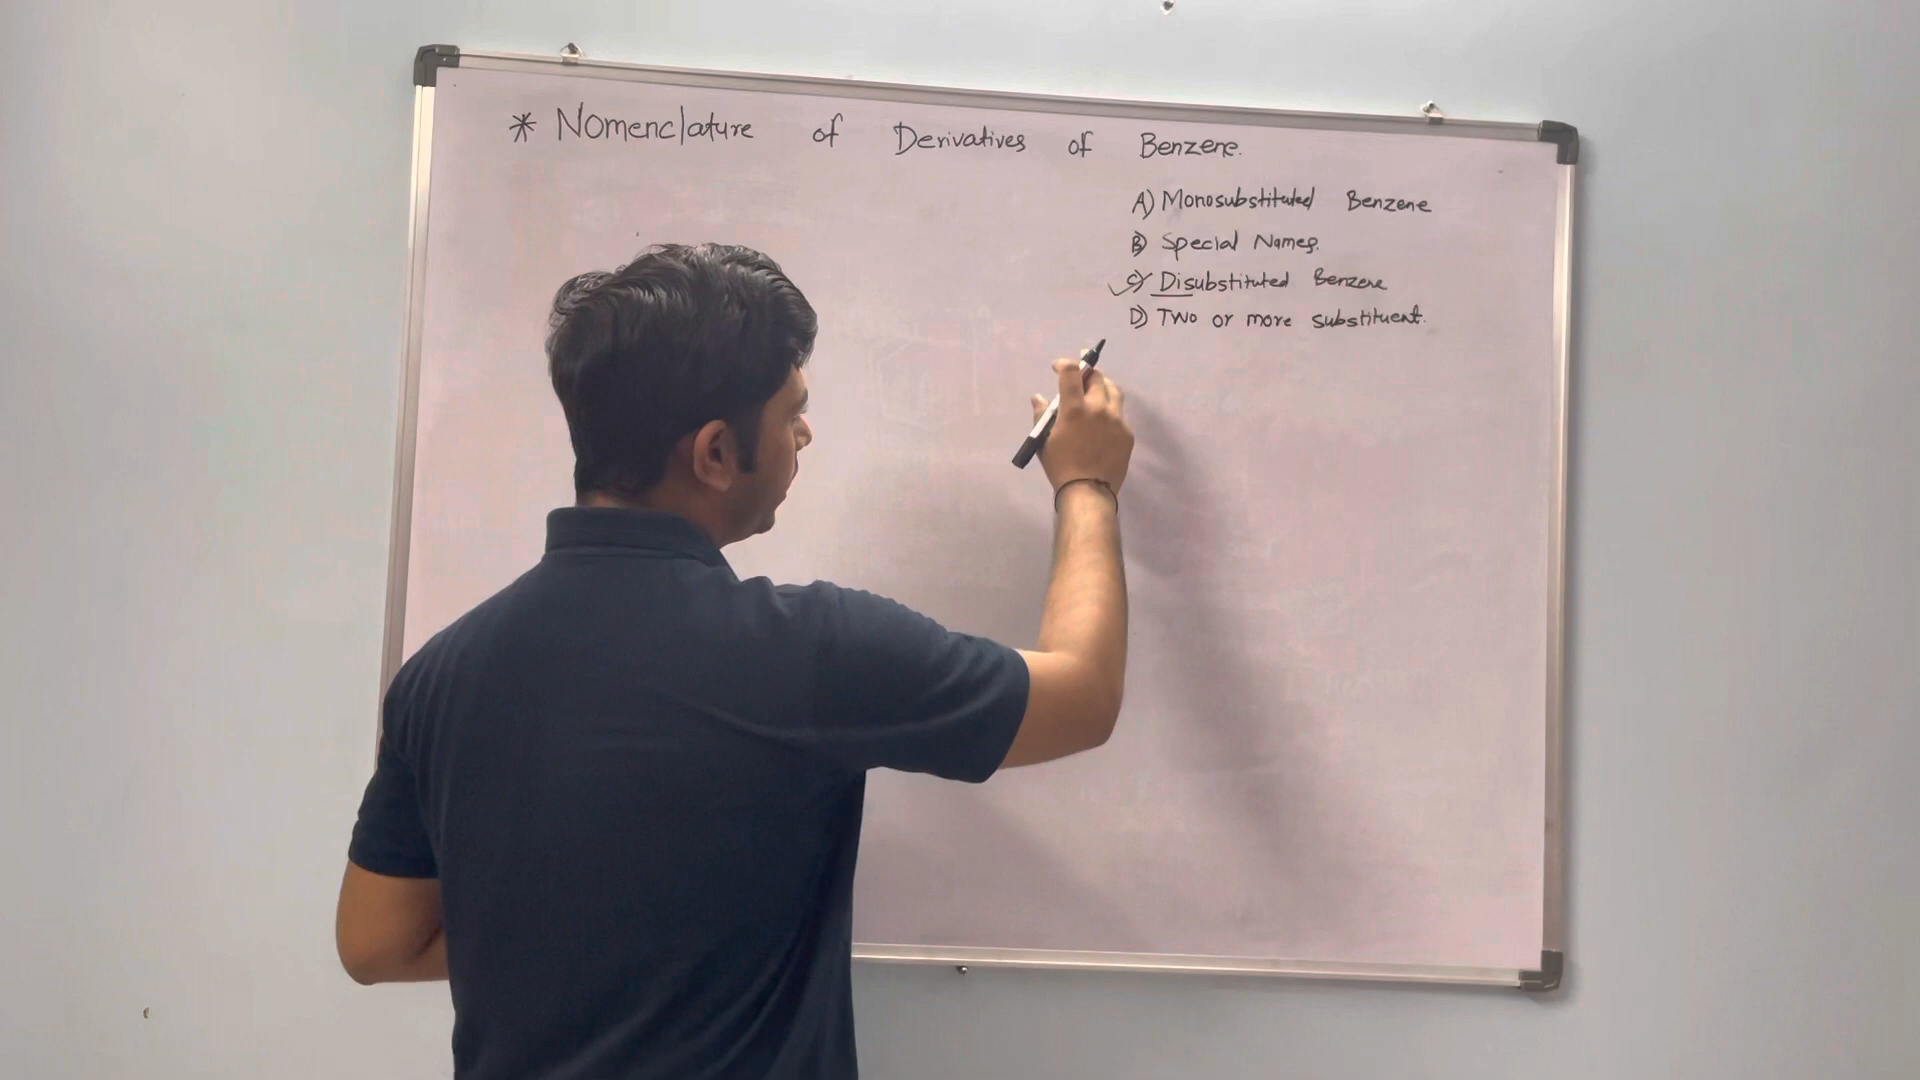 * Nomenclature of Derivatives of Benzene.
A) Monosubstituted Benzene
B) Special Names.
C) Disubstituted Benzene
D) Two or more substituent.